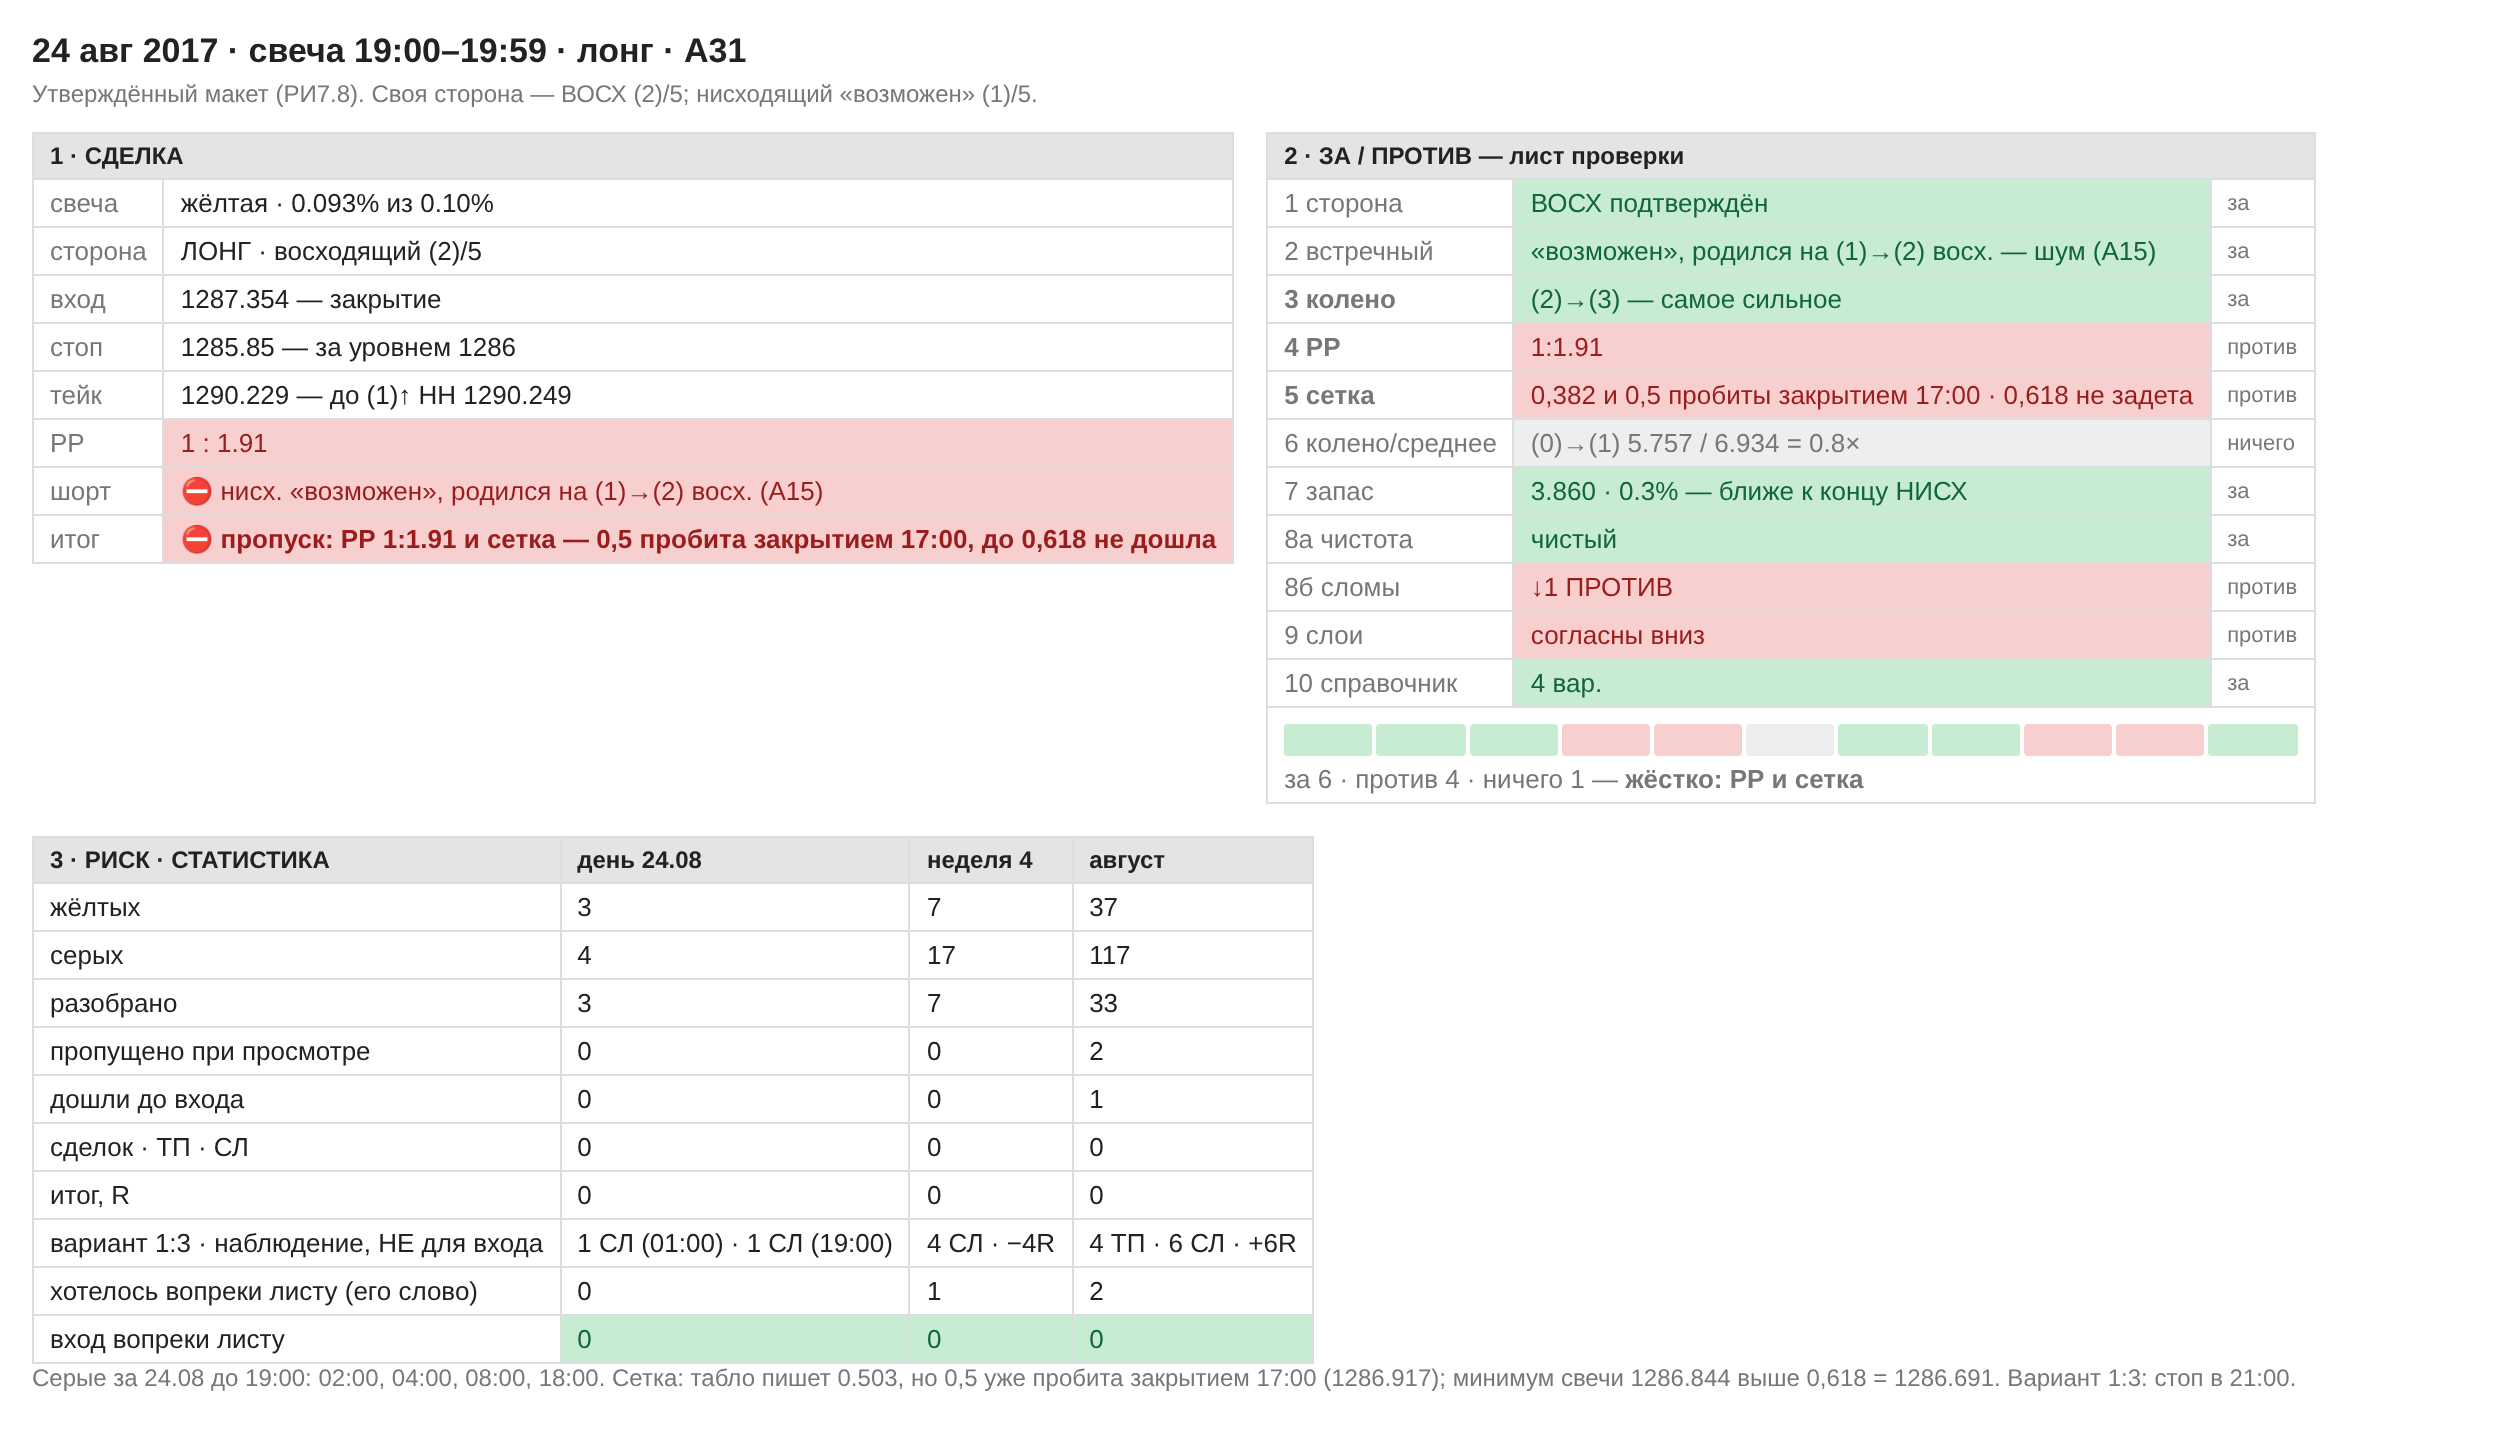 24 авг 2017 · свеча 19:00–19:59 · лонг · А31
Утверждённый макет (РИ7.8). Своя сторона — ВОСХ (2)/5; нисходящий «возможен» (1)/5.
1 · СДЕЛКА
свеча жёлтая · 0.093% из 0.10%
сторона ЛОНГ · восходящий (2)/5
вход 1287.354 — закрытие
стоп 1285.85 — за уровнем 1286
тейк 1290.229 — до (1)↑ НН 1290.249
РР 1 : 1.91
шорт ⛔ нисх. «возможен», родился на (1)→(2) восх. (А15)
итог ⛔ пропуск: РР 1:1.91 и сетка — 0,5 пробита закрытием 17:00, до 0,618 не дошла
2 · ЗА / ПРОТИВ — лист проверки
1 сторона ВОСХ подтверждён за
2 встречный «возможен», родился на (1)→(2) восх. — шум (А15) за
3 колено (2)→(3) — самое сильное за
4 РР 1:1.91 против
5 сетка 0,382 и 0,5 пробиты закрытием 17:00 · 0,618 не задета против
6 колено/среднее (0)→(1) 5.757 / 6.934 = 0.8× ничего
7 запас 3.860 · 0.3% — ближе к концу НИСХ за
8а чистота чистый за
8б сломы ↓1 ПРОТИВ против
9 слои согласны вниз против
10 справочник 4 вар. за
за 6 · против 4 · ничего 1 — жёстко: РР и сетка
3 · РИСК · СТАТИСТИКА день 24.08 неделя 4 август
жёлтых 3 7 37
серых 4 17 117
разобрано 3 7 33
пропущено при просмотре 0 0 2
дошли до входа 0 0 1
сделок · ТП · СЛ 0 0 0
итог, R 0 0 0
вариант 1:3 · наблюдение, НЕ для входа 1 СЛ (01:00) · 1 СЛ (19:00) 4 СЛ · −4R 4 ТП · 6 СЛ · +6R
хотелось вопреки листу (его слово) 0 1 2
вход вопреки листу 0 0 0
Серые за 24.08 до 19:00: 02:00, 04:00, 08:00, 18:00. Сетка: табло пишет 0.503, но 0,5 уже пробита закрытием 17:00 (1286.917); минимум свечи 1286.844 выше 0,618 = 1286.691. Вариант 1:3: стоп в 21:00.